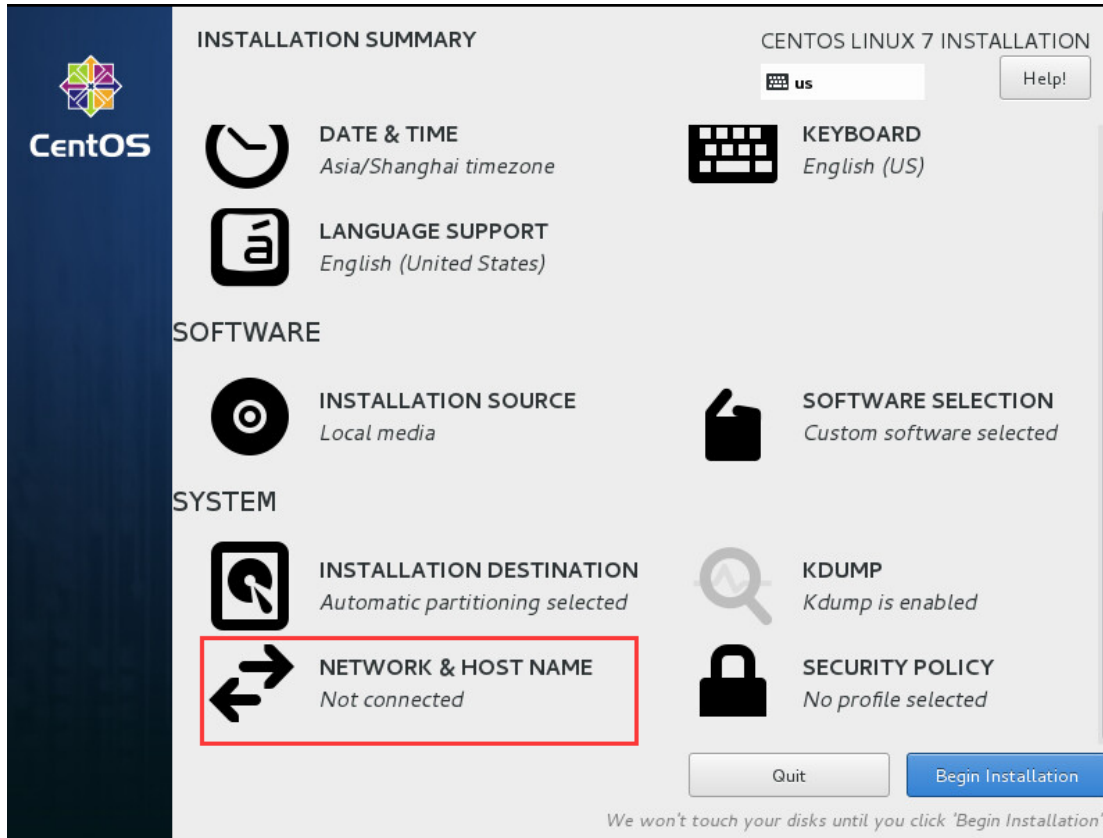 INSTALLATION SUMMARY
CENTOS LINUX 7 INSTALLATION
us
Help!
CentOS
DATE & TIME
Asia/Shanghai timezone
KEYBOARD
English (US)
LANGUAGE SUPPORT
English (United States)
SOFTWARE
INSTALLATION SOURCE
Local media
SOFTWARE SELECTION
Custom software selected
SYSTEM
INSTALLATION DESTINATION
Automatic partitioning selected
KDUMP
Kdump is enabled
NETWORK & HOST NAME
Not connected
SECURITY POLICY
No profile selected
Quit
Begin Installation
We won't touch your disks until you click 'Begin Installation'